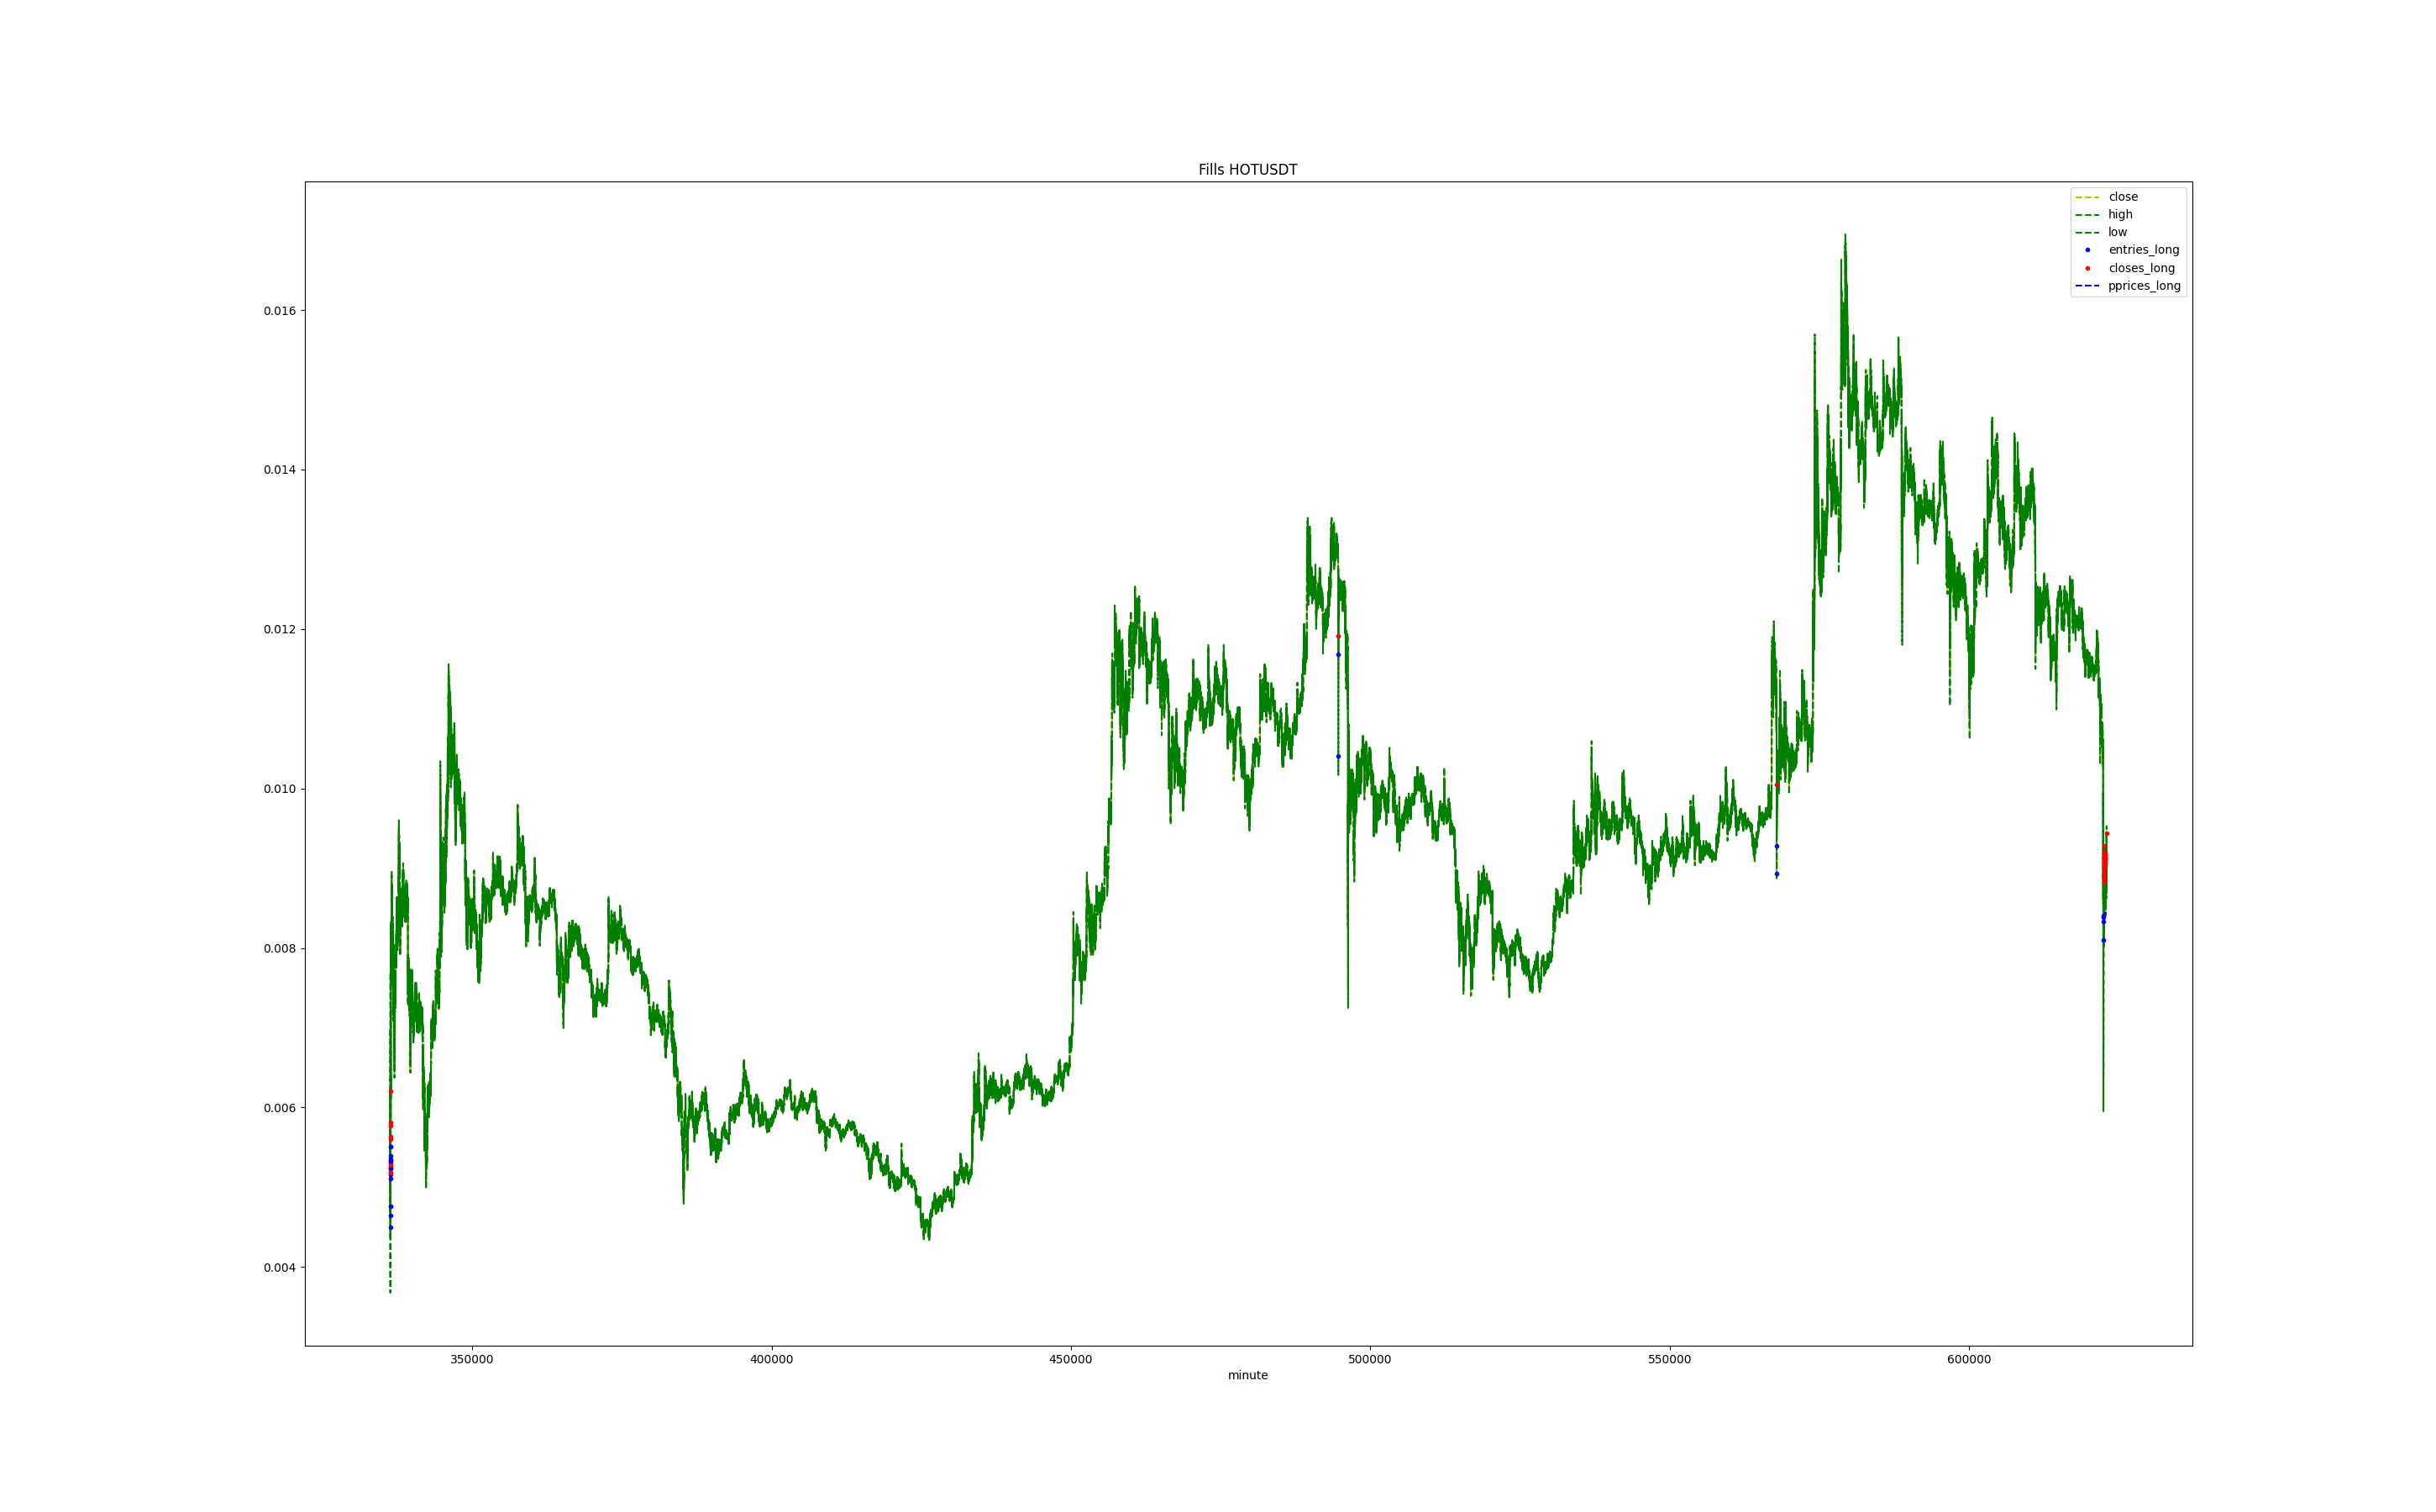 Fills HOTUSDT
close
high
low
entries_long
closes_long
pprices_long
0.016
0.014
0.012
0.010
0.008
0.006
0.004
350000 400000 450000 500000 550000 600000
minute